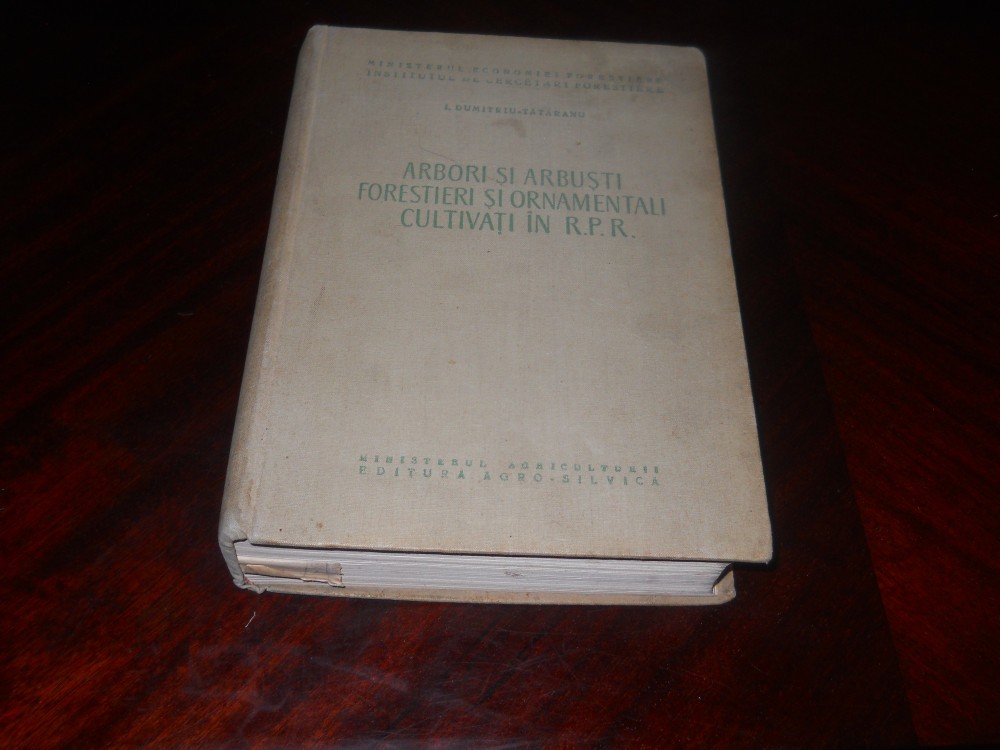 MINISTERUL ECONOMIEI FORESTIERE
INSTITUTUL DE CERCETĂRI FORESTIERE
I. DUMITRIU-TĂTĂRANU
ARBORI ȘI ARBUȘTI
FORESTIERI ȘI ORNAMENTALI
CULTIVAȚI ÎN R.P.R.
MINISTERUL AGRICULTURII
EDITURA AGRO-SILVICĂ